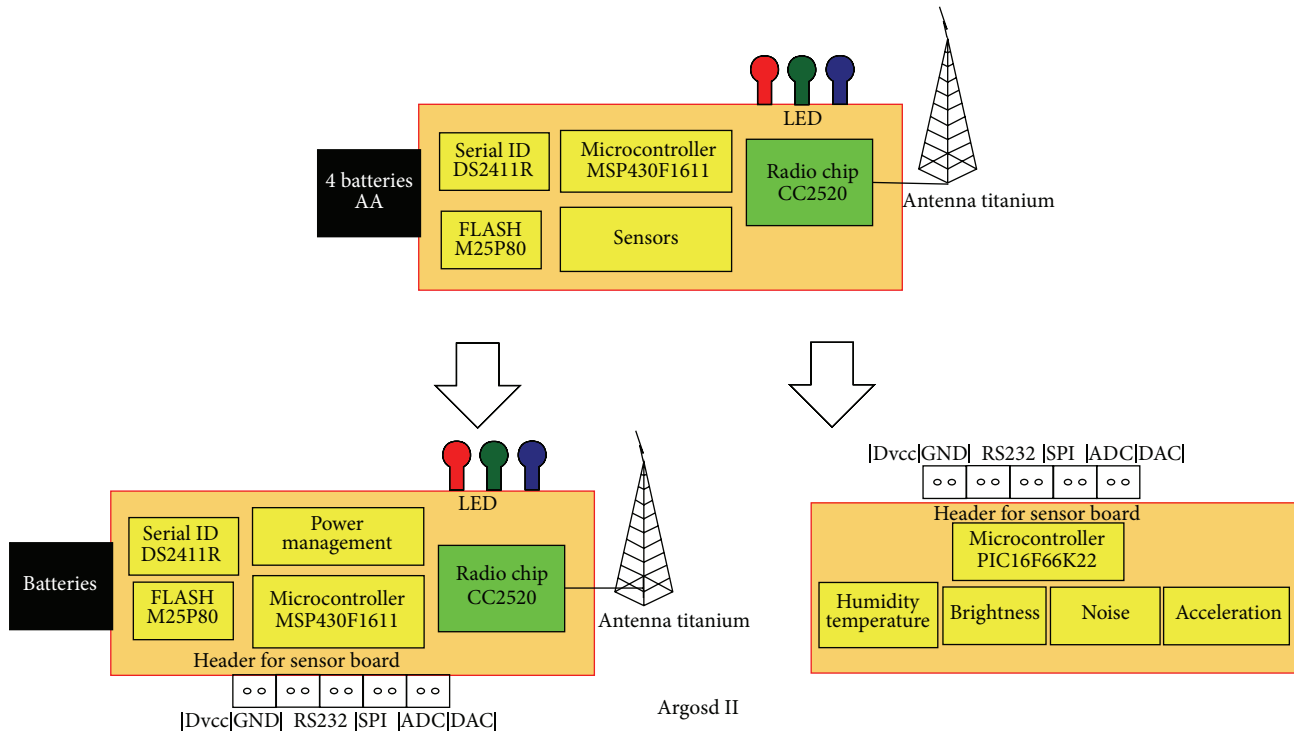 LED
4 batteries
AA
Serial ID
DS2411R
Microcontroller
MSP430F1611
Radio chip
CC2520
FLASH
M25P80
Sensors
Antenna titanium
LED
Batteries
Serial ID
DS2411R
Power
management
Radio chip
CC2520
FLASH
M25P80
Microcontroller
MSP430F1611
Antenna titanium
Header for sensor board
|Dvcc|GND| RS232 |SPI |ADC|DAC|
|Dvcc|GND| RS232 |SPI |ADC|DAC|
Header for sensor board
Microcontroller
PIC16F66K22
Humidity
temperature
Brightness
Noise
Acceleration
Argosd II